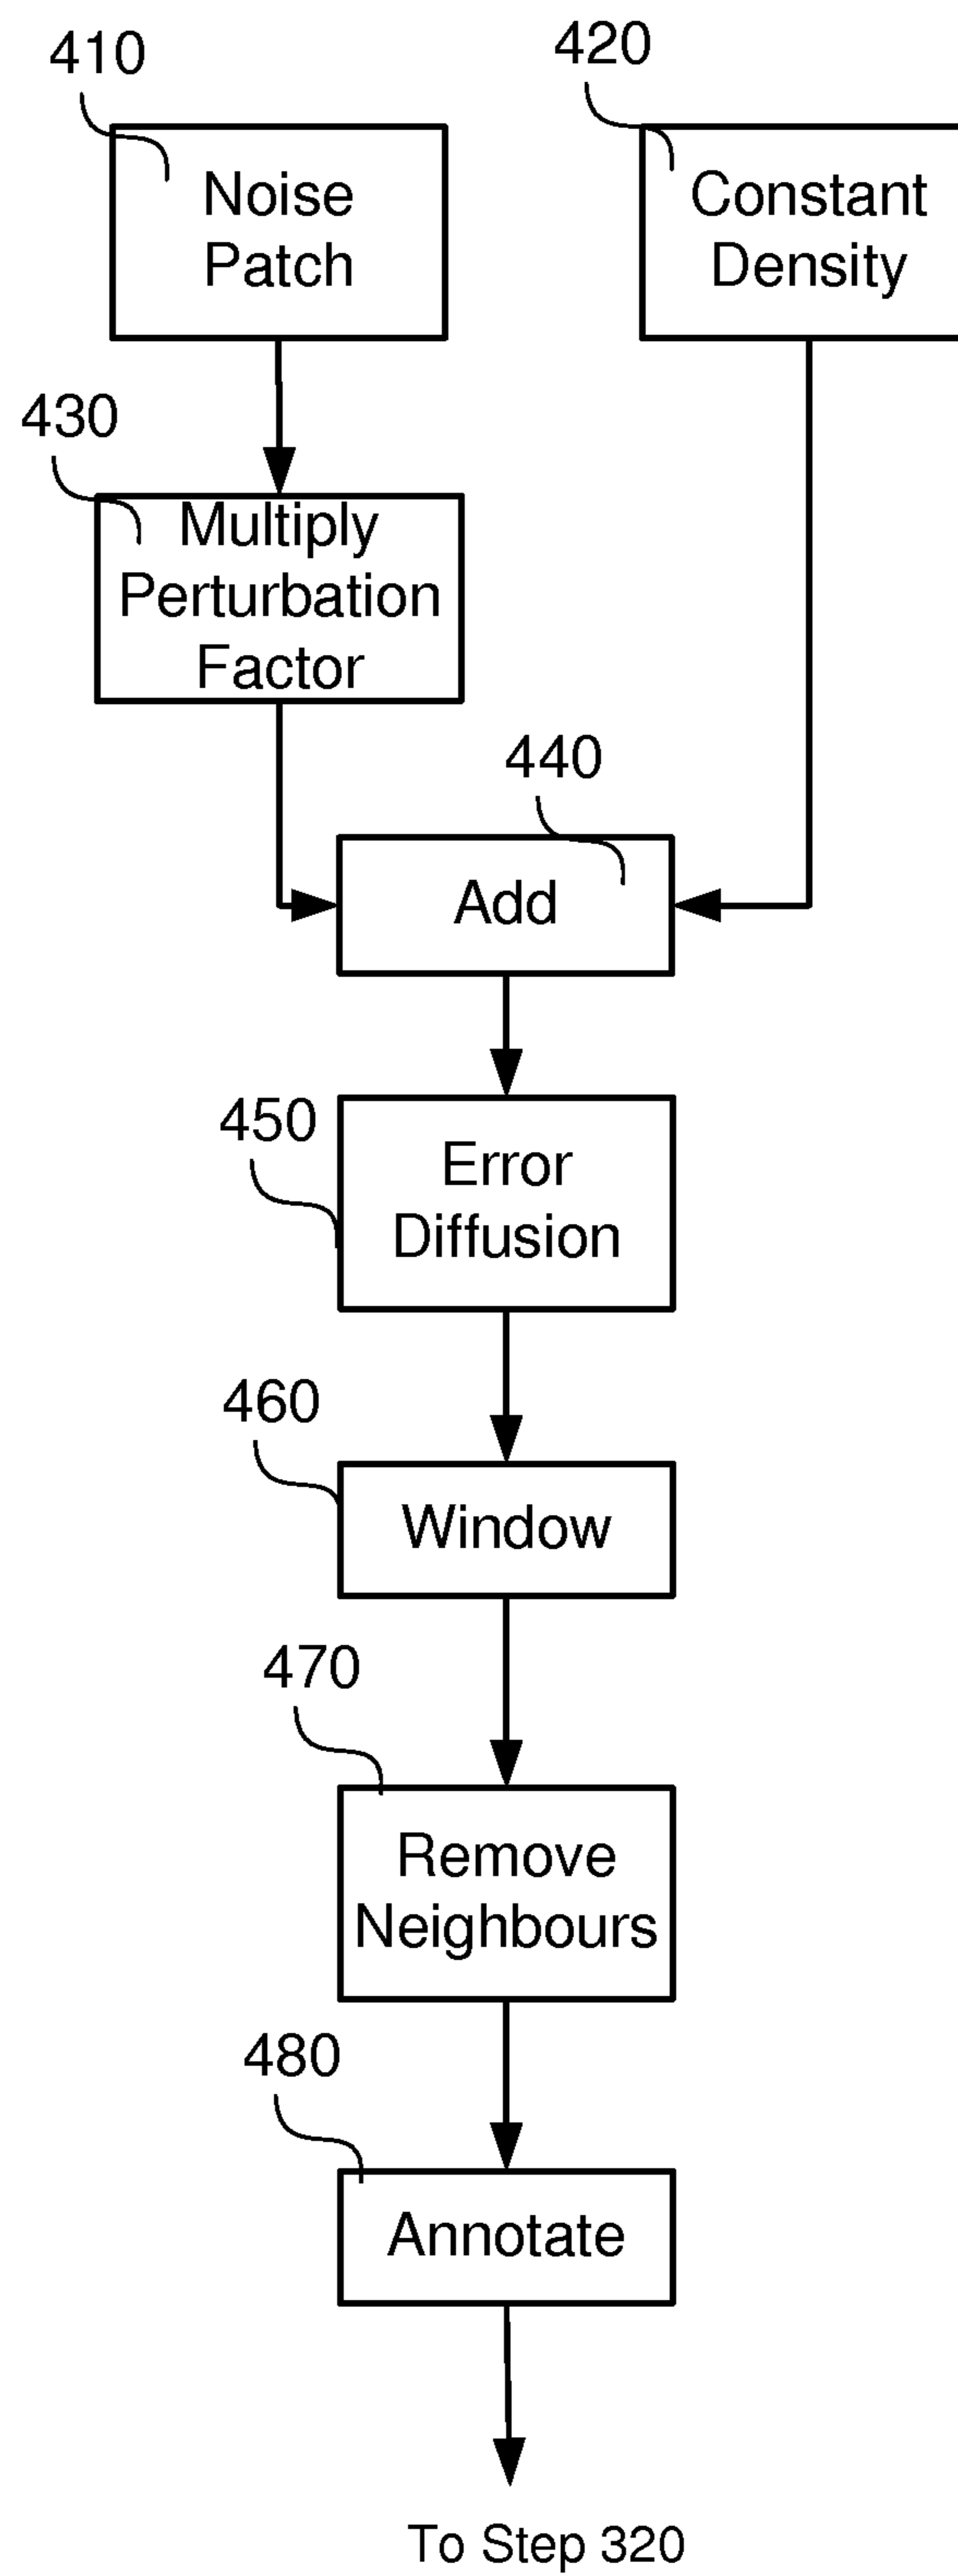 410
420
Noise
Patch
Constant
Density
430
Multiply
Perturbation
Factor
440
Add
450
Error
Diffusion
460
Window
470
Remove
Neighbours
480
Annotate
To Step 320